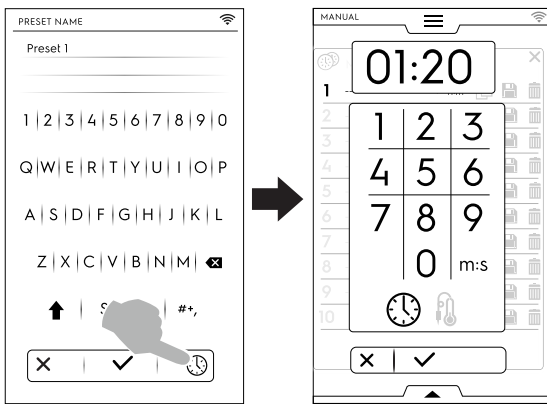 PRESET NAME
Preset 1
1 2 3 4 5 6 7 8 9 0
Q W E R T Y U I O P
A S D F G H J K L
Z X C V B N M
#+,
MANUAL
01:20
1
2
3
4
5
6
7
8
9
10
1 2 3
4 5 6
7 8 9
0 m:s